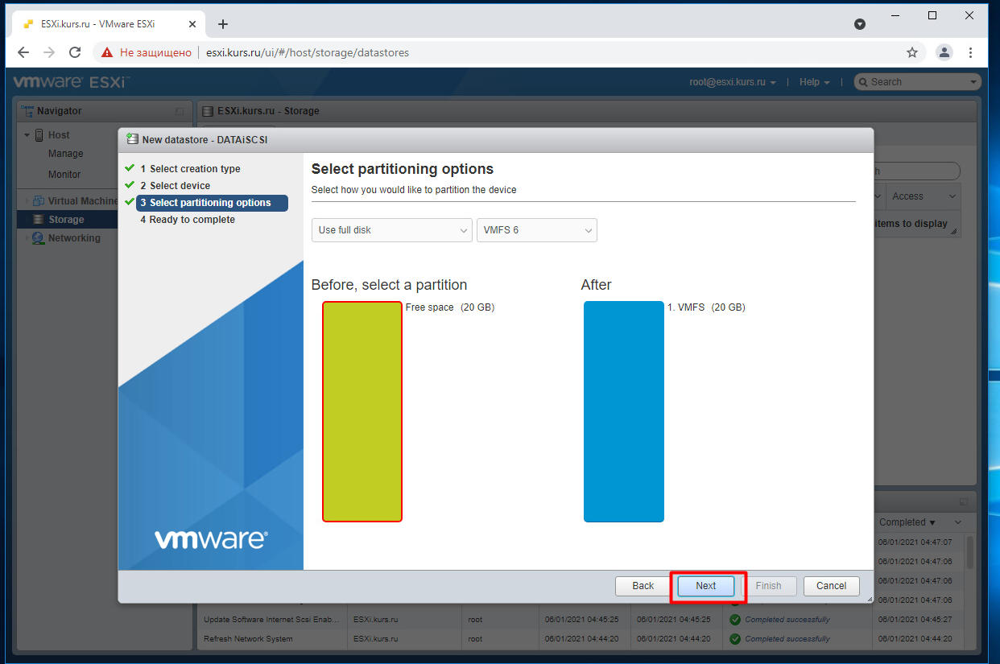 ESXi.kurs.ru - VMware ESXi
Не защищено esxi.kurs.ru/ui/#/host/storage/datastores
vmware ESXi™
root@esxi.kurs.ru | Help | Search
Navigator
ESXi.kurs.ru - Storage
Host
Manage
Monitor
Virtual Machine
Storage
Networking
Access
items to display
New datastore - DATAiSCSI
1 Select creation type
2 Select device
3 Select partitioning options
4 Ready to complete
vmware®
Select partitioning options
Select how you would like to partition the device
Use full disk VMFS 6
Before, select a partition After
Free space (20 GB) 1. VMFS (20 GB)
Back Next Finish Cancel
Completed ▼
06/01/2021 04:47:07
06/01/2021 04:47:06
06/01/2021 04:47:06
06/01/2021 04:47:06
Update Software Internet Scsi Enab... ESXi.kurs.ru root 06/01/2021 04:45:25 06/01/2021 04:45:25 Completed successfully 06/01/2021 04:45:27
Refresh Network System ESXi.kurs.ru root 06/01/2021 04:44:20 06/01/2021 04:44:20 Completed successfully 06/01/2021 04:44:20